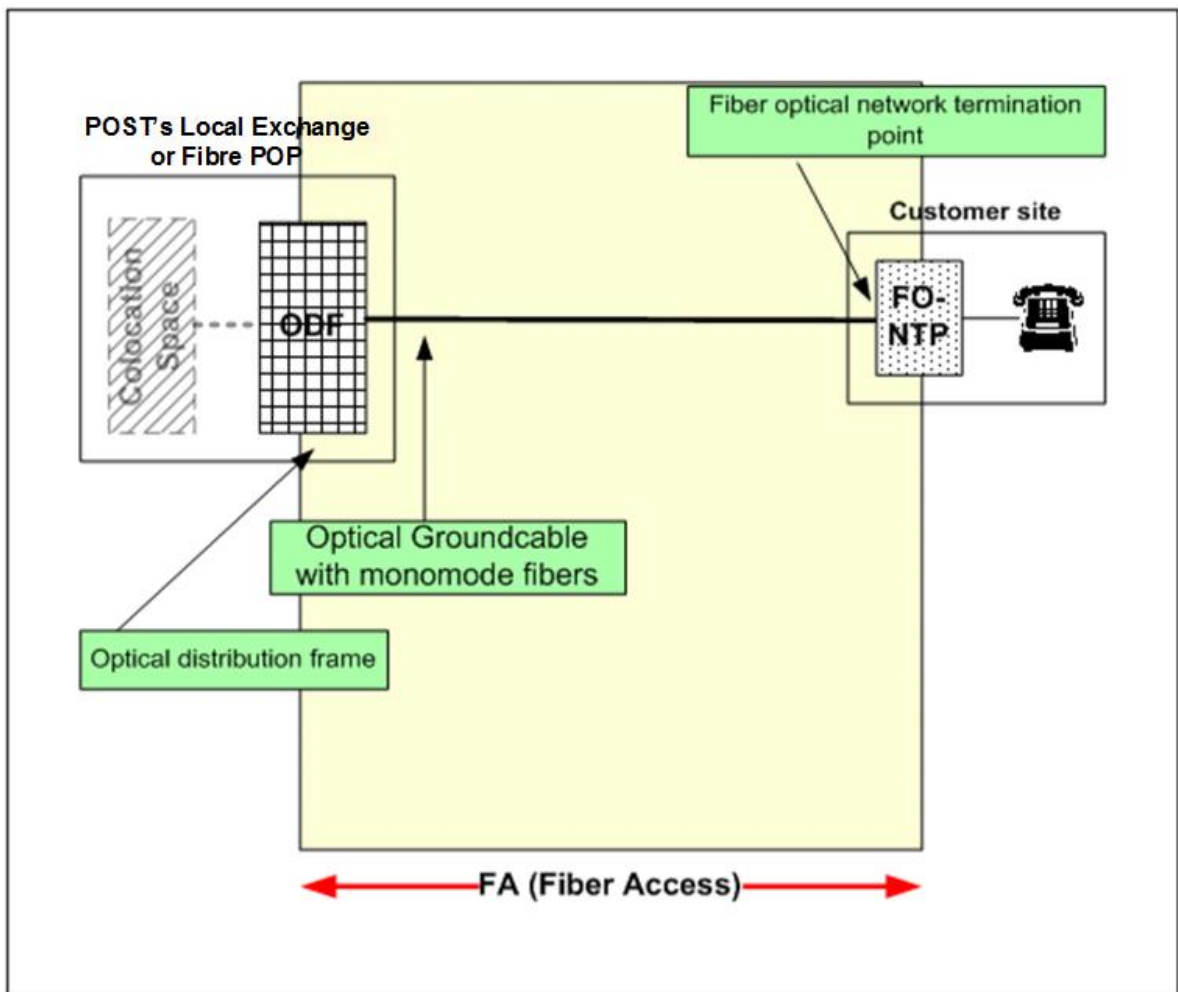 Fiber optical network termination
point
POST's Local Exchange
or Fibre POP
Customer site
Colocation
Space
ODF
FO-
NTP
Optical Groundcable
with monomode fibers
Optical distribution frame
FA (Fiber Access)